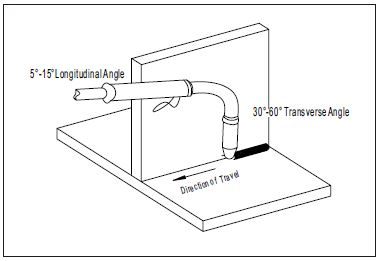 5°-15°Longitudinal Angle
30°-60° Transverse Angle
Direction of Travel